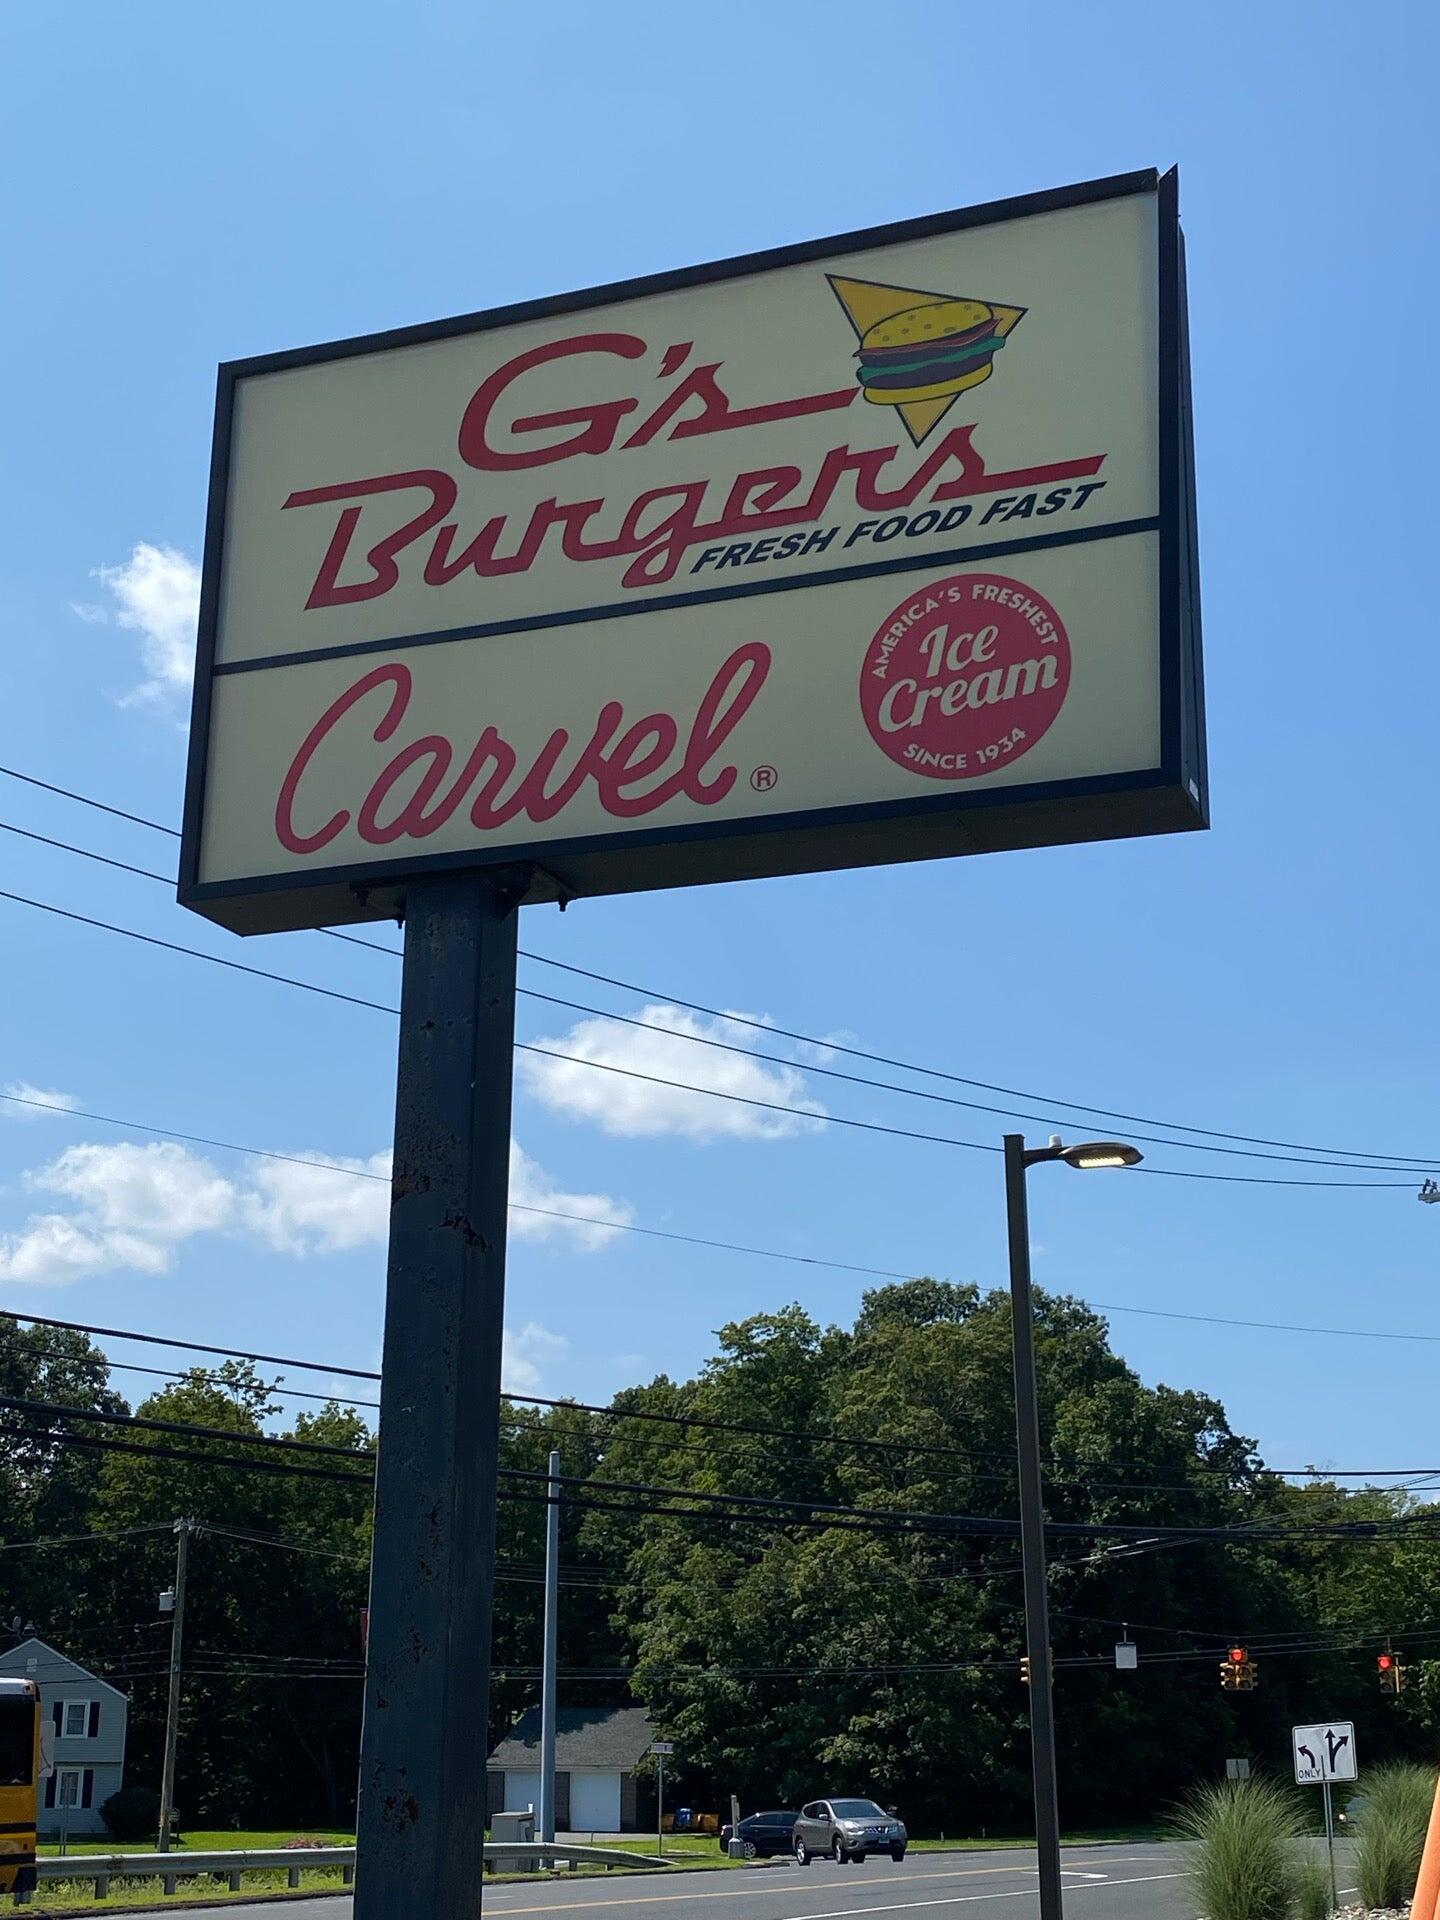 G's
Burgers
FRESH FOOD FAST
Carvel®
AMERICA'S FRESHEST
Ice
Cream
SINCE 1934
ONLY